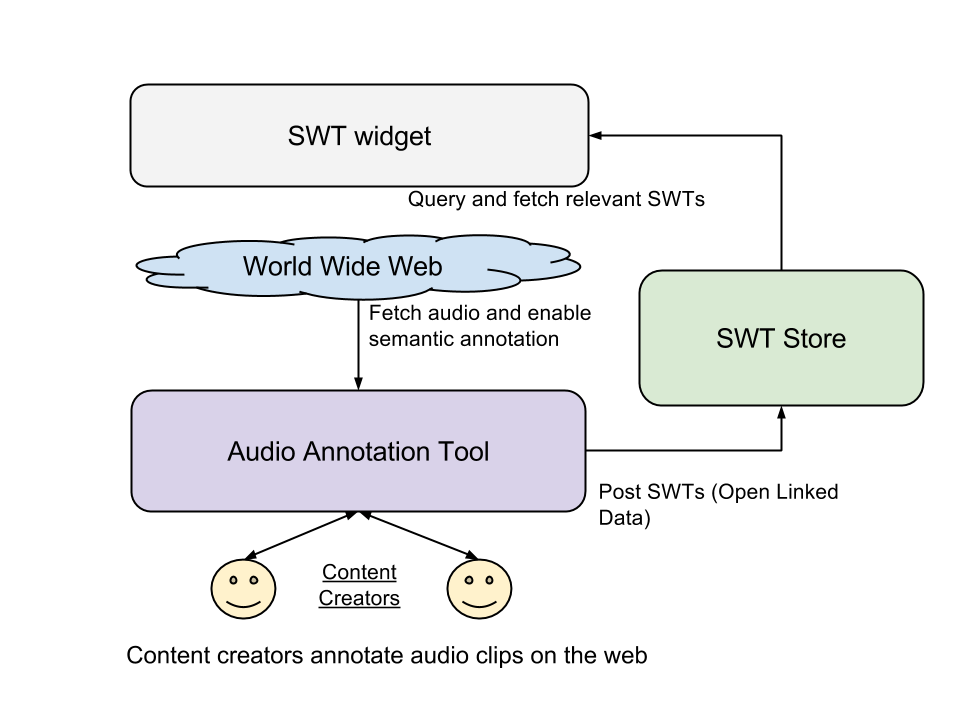 SWT widget
Query and fetch relevant SWTs
World Wide Web
Fetch audio and enable
semantic annotation
SWT Store
Audio Annotation Tool
Post SWTs (Open Linked
Data)
Content
Creators
Content creators annotate audio clips on the web